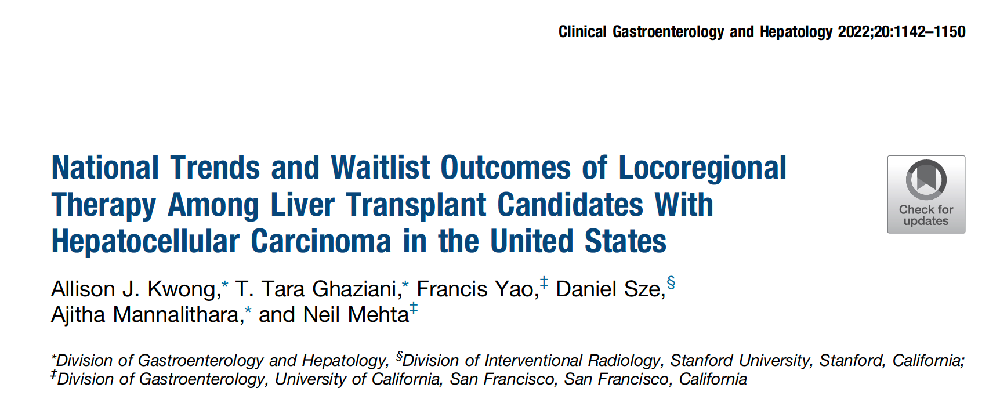 Clinical Gastroenterology and Hepatology 2022;20:1142–1150
National Trends and Waitlist Outcomes of Locoregional
Therapy Among Liver Transplant Candidates With
Hepatocellular Carcinoma in the United States
Check for
updates
Allison J. Kwong,* T. Tara Ghaziani,* Francis Yao,‡ Daniel Sze,§
Ajitha Mannalithara,* and Neil Mehta‡
*Division of Gastroenterology and Hepatology, §Division of Interventional Radiology, Stanford University, Stanford, California;
‡Division of Gastroenterology, University of California, San Francisco, San Francisco, California